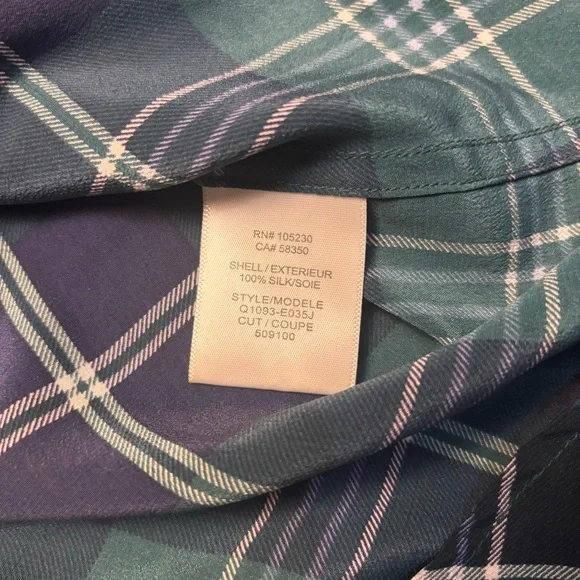 RN# 105230
CA# 58350
SHELL / EXTERIEUR
100% SILK/SOIE
STYLE/MODELE
Q1093-E035J
CUT / COUPE
509100